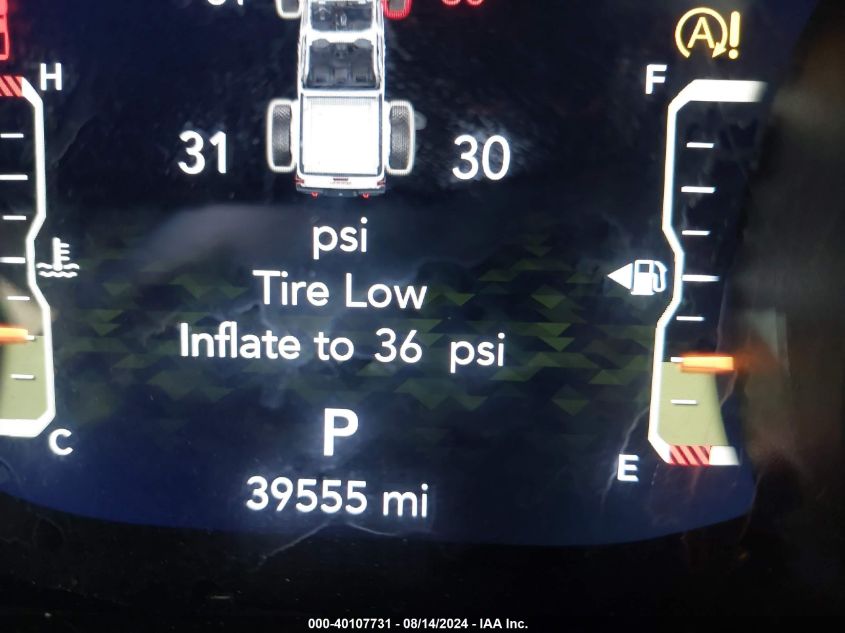 A !
H
F
31 30
psi
Tire Low
Inflate to 36 psi
P
C
E
39555 mi
000-40107731 - 08/14/2024 - IAA Inc.